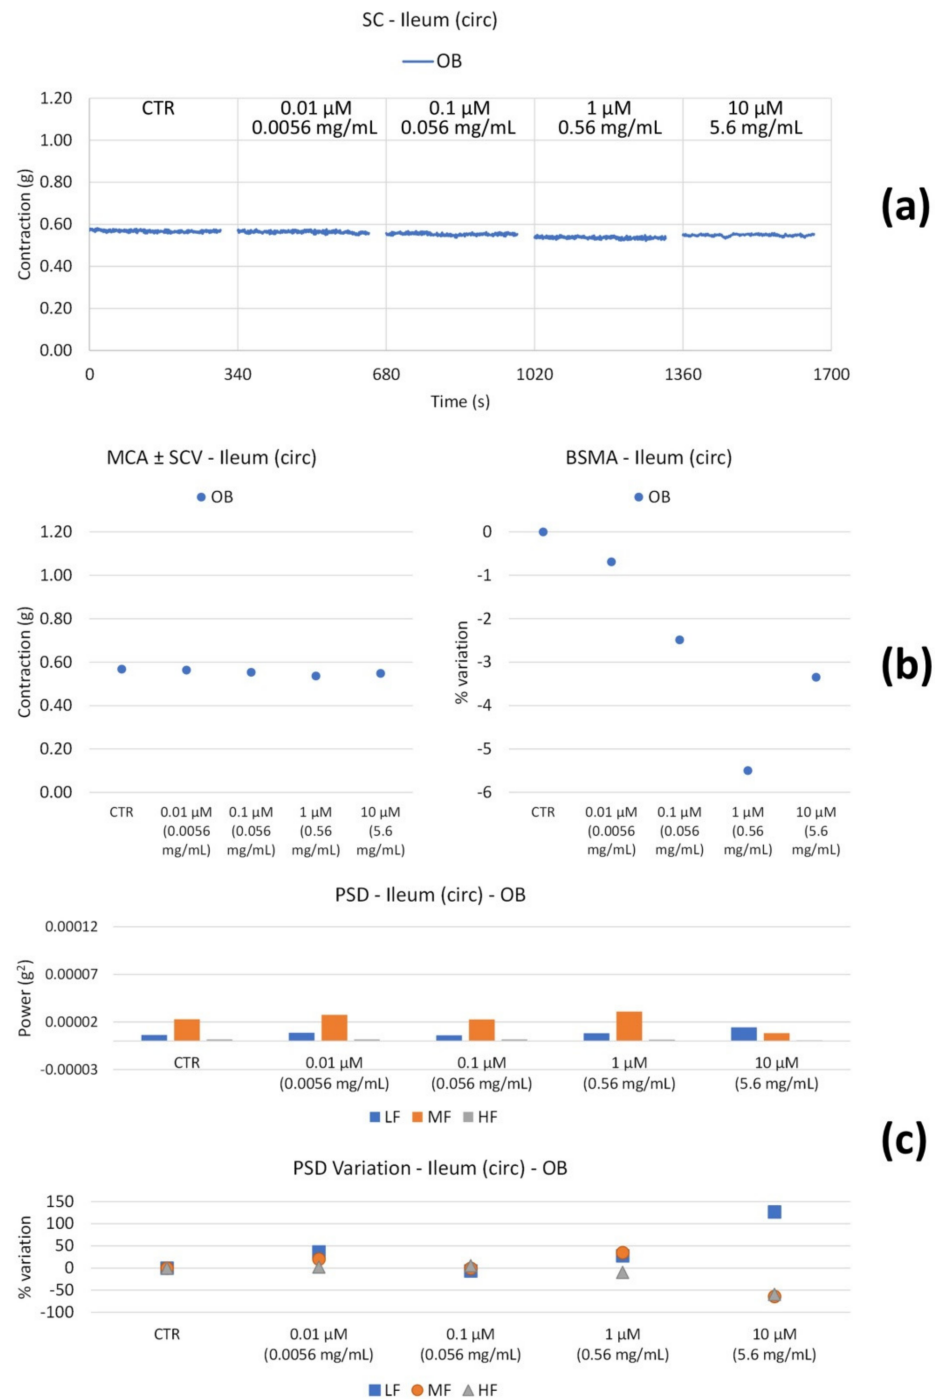 SC - Ileum (circ)
OB
CTR 0.01 µM 0.1 µM 1 µM 10 µM
0.0056 mg/mL 0.056 mg/mL 0.56 mg/mL 5.6 mg/mL
1.20
1.00
0.80
0.60
0.40
0.20
0.00
Contraction (g)
0 340 680 1020 1360 1700
Time (s)
(a)
MCA ± SCV - Ileum (circ)
OB
1.20
1.00
0.80
0.60
0.40
0.20
0.00
Contraction (g)
CTR 0.01 µM 0.1 µM 1 µM 10 µM
(0.0056 (0.056 (0.56 (5.6
mg/mL) mg/mL) mg/mL) mg/mL)
BSMA - Ileum (circ)
OB
0
-1
-2
-3
-4
-5
-6
% variation
CTR 0.01 µM 0.1 µM 1 µM 10 µM
(0.0056 (0.056 (0.56 (5.6
mg/mL) mg/mL) mg/mL) mg/mL)
(b)
PSD - Ileum (circ) - OB
0.00012
0.00007
0.00002
-0.00003
Power (g²)
CTR 0.01 µM 0.1 µM 1 µM 10 µM
(0.0056 mg/mL) (0.056 mg/mL) (0.56 mg/mL) (5.6 mg/mL)
LF MF HF
(c)
PSD Variation - Ileum (circ) - OB
150
100
50
0
-50
-100
% variation
CTR 0.01 µM 0.1 µM 1 µM 10 µM
(0.0056 mg/mL) (0.056 mg/mL) (0.56 mg/mL) (5.6 mg/mL)
LF MF HF